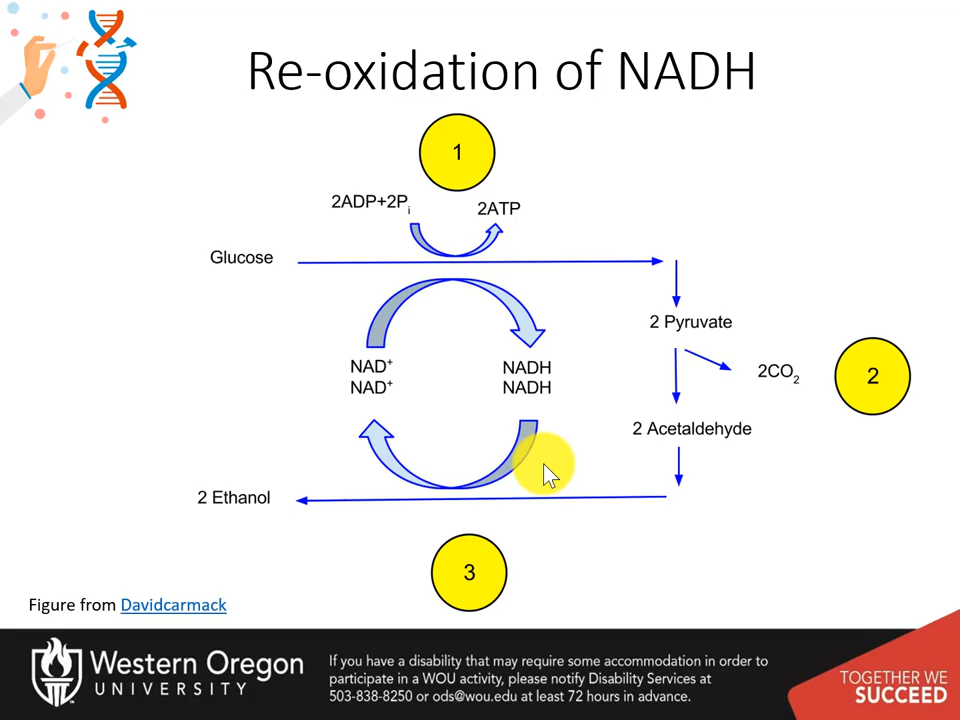 Re-oxidation of NADH
1
2ADP+2Pi
2ATP
Glucose
2 Pyruvate
NAD+
NAD+
NADH
NADH
2CO2
2
2 Acetaldehyde
2 Ethanol
3
Figure from Davidcarmack
Western Oregon
UNIVERSITY
If you have a disability that may require some accommodation in order to
participate in a WOU activity, please notify Disability Services at
503-838-8250 or ods@wou.edu at least 72 hours in advance.
TOGETHER WE
SUCCEED